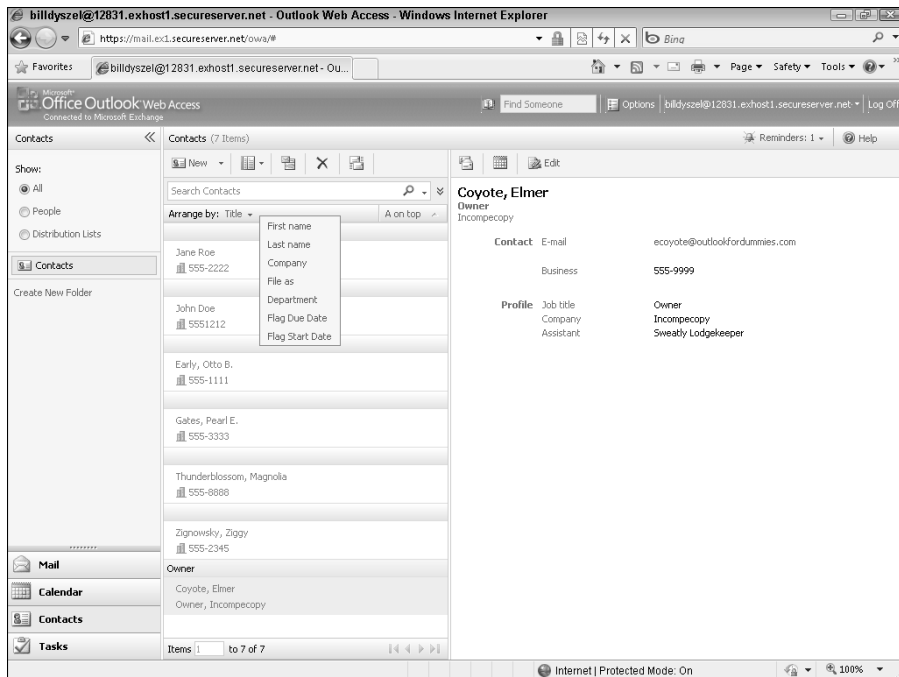 billdyszel@12831.exhost1.secureserver.net - Outlook Web Access - Windows Internet Explorer
https://mail.ex1.secureserver.net/owa/#
Bing
Favorites
billdyszel@12831.exhost1.secureserver.net - Ou...
Page
Safety
Tools
Microsoft
Office Outlook Web Access
Connected to Microsoft Exchange
Find Someone
Options
billdyszel@12831.exhost1.secureserver.net
Log Off
Contacts
Contacts (7 Items)
Reminders: 1
Help
Show:
All
People
Distribution Lists
Contacts
Create New Folder
New
Search Contacts
Arrange by: Title
A on top
First name
Last name
Company
File as
Department
Flag Due Date
Flag Start Date
Jane Roe
555-2222
John Doe
5551212
Early, Otto B.
555-1111
Gates, Pearl E.
555-3333
Thunderblossom, Magnolia
555-8888
Zignowsky, Ziggy
555-2345
Owner
Coyote, Elmer
Owner, Incompecopy
Items 1 to 7 of 7
Edit
Coyote, Elmer
Owner
Incompecopy
Contact E-mail ecoyote@outlookfordummies.com
Business 555-9999
Profile Job title Owner
Company Incompecopy
Assistant Sweatly Lodgekeeper
Mail
Calendar
Contacts
Tasks
Internet | Protected Mode: On
100%